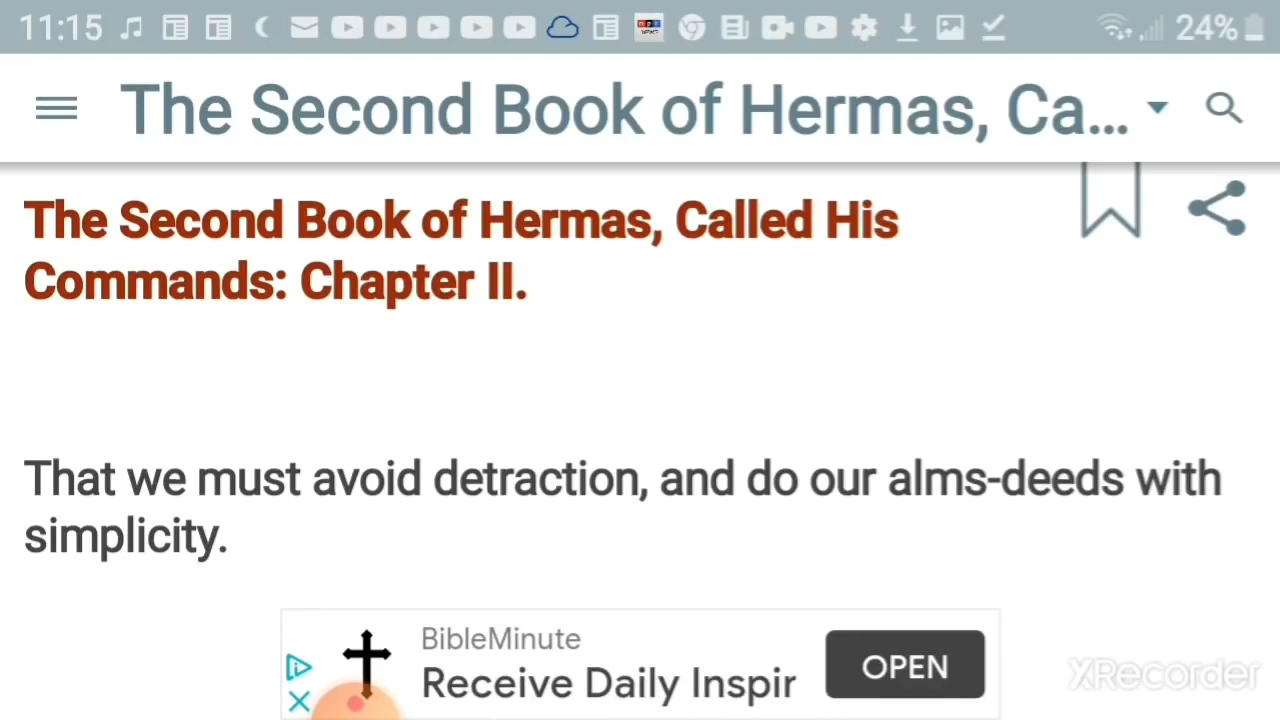 11:15
24%
The Second Book of Hermas, Ca...
The Second Book of Hermas, Called His
Commands: Chapter II.
That we must avoid detraction, and do our alms-deeds with
simplicity.
BibleMinute
Receive Daily Inspir
OPEN
XRecorder